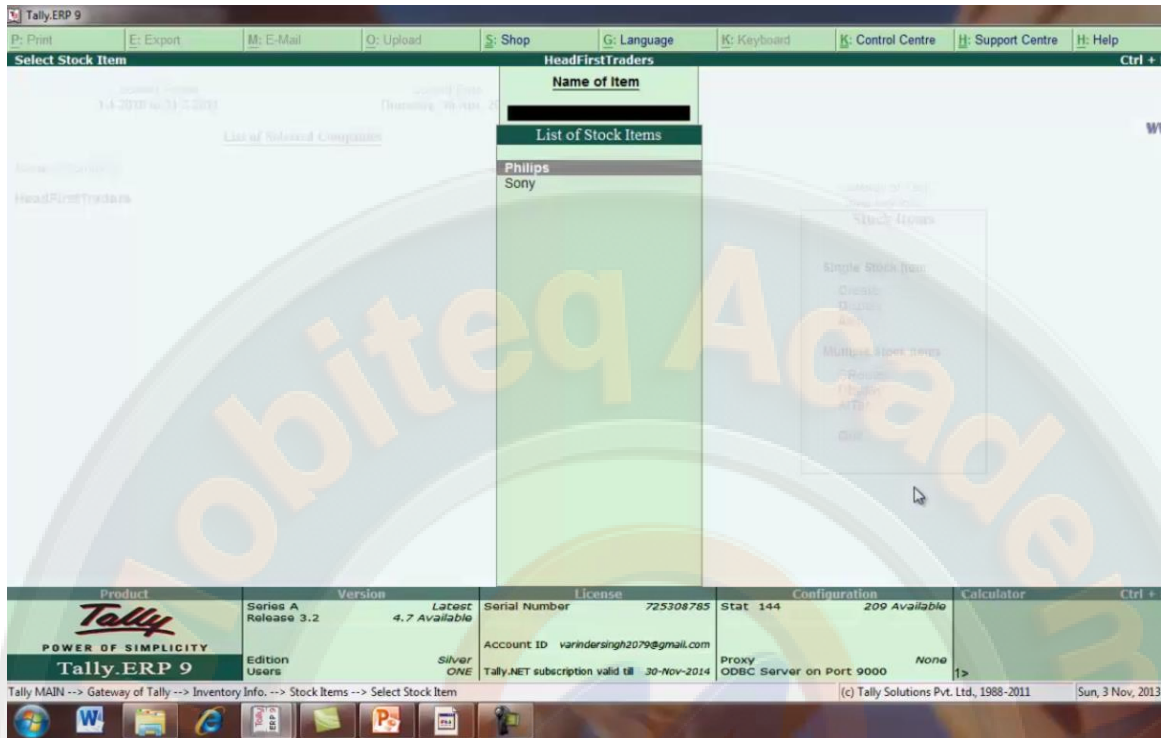 Tally.ERP 9
P: Print E: Export M: E-Mail O: Upload S: Shop G: Language K: Keyboard K: Control Centre H: Support Centre H: Help
Select Stock Item HeadFirstTraders Ctrl +
Name of Item
List of Selected Companies
List of Stock Items
Philips
Sony
HeadFirstTraders
Stock Items
Single Stock Item
Create
Display
Alter
Multiple Stock Items
Quit
Mobiteq Academ
Product Version License Configuration Calculator Ctrl +
Tally
POWER OF SIMPLICITY
Tally.ERP 9
Series A Latest
Release 3.2 4.7 Available
Edition Silver
Users ONE
Serial Number 725308785
Account ID varindersingh2079@gmail.com
Tally.NET subscription valid till 30-Nov-2014
Stat 144 209 Available
Proxy None
ODBC Server on Port 9000
1>
Tally MAIN --> Gateway of Tally --> Inventory Info. --> Stock Items --> Select Stock Item (c) Tally Solutions Pvt. Ltd., 1988-2011 Sun, 3 Nov, 2013